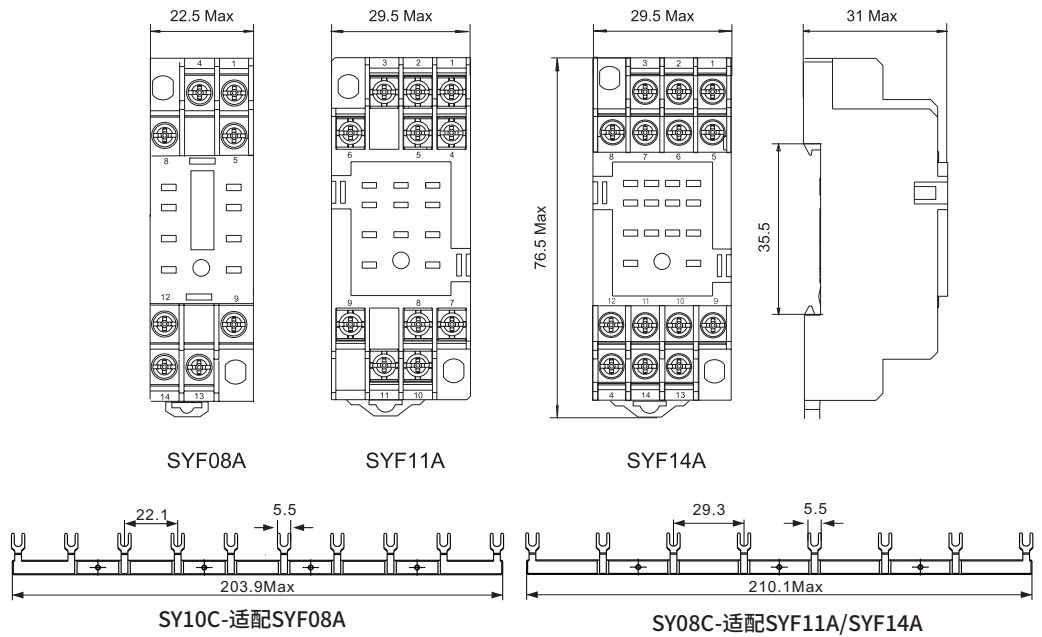 22.5 Max
29.5 Max
29.5 Max
31 Max
4 1
8 5
12 9
14 13
3 2 1
6 5 4
9 8 7
11 10
3 2 1
8 7 6 5
12 11 10 9
4 14 13
76.5 Max
35.5
SYF08A
SYF11A
SYF14A
22.1
5.5
203.9Max
SY10C-适配SYF08A
29.3
5.5
210.1Max
SY08C-适配SYF11A/SYF14A